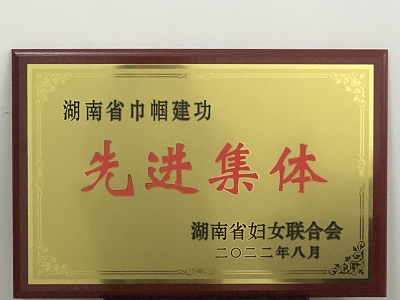 湖南省巾帼建功
先进集体
湖南省妇女联合会
二〇二二年八月